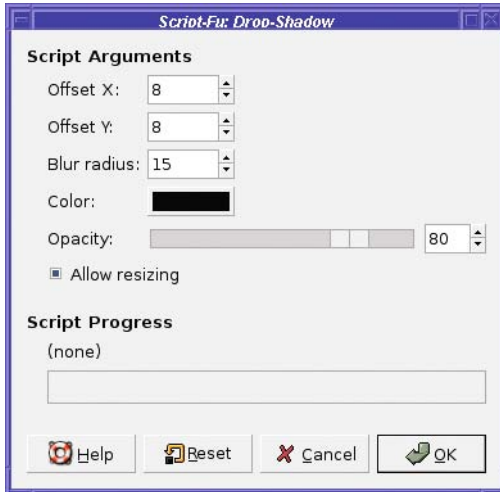 Script-Fu: Drop-Shadow
Script Arguments
Offset X: 8
Offset Y: 8
Blur radius: 15
Color:
Opacity: 80
Allow resizing
Script Progress
(none)
Help Reset Cancel OK